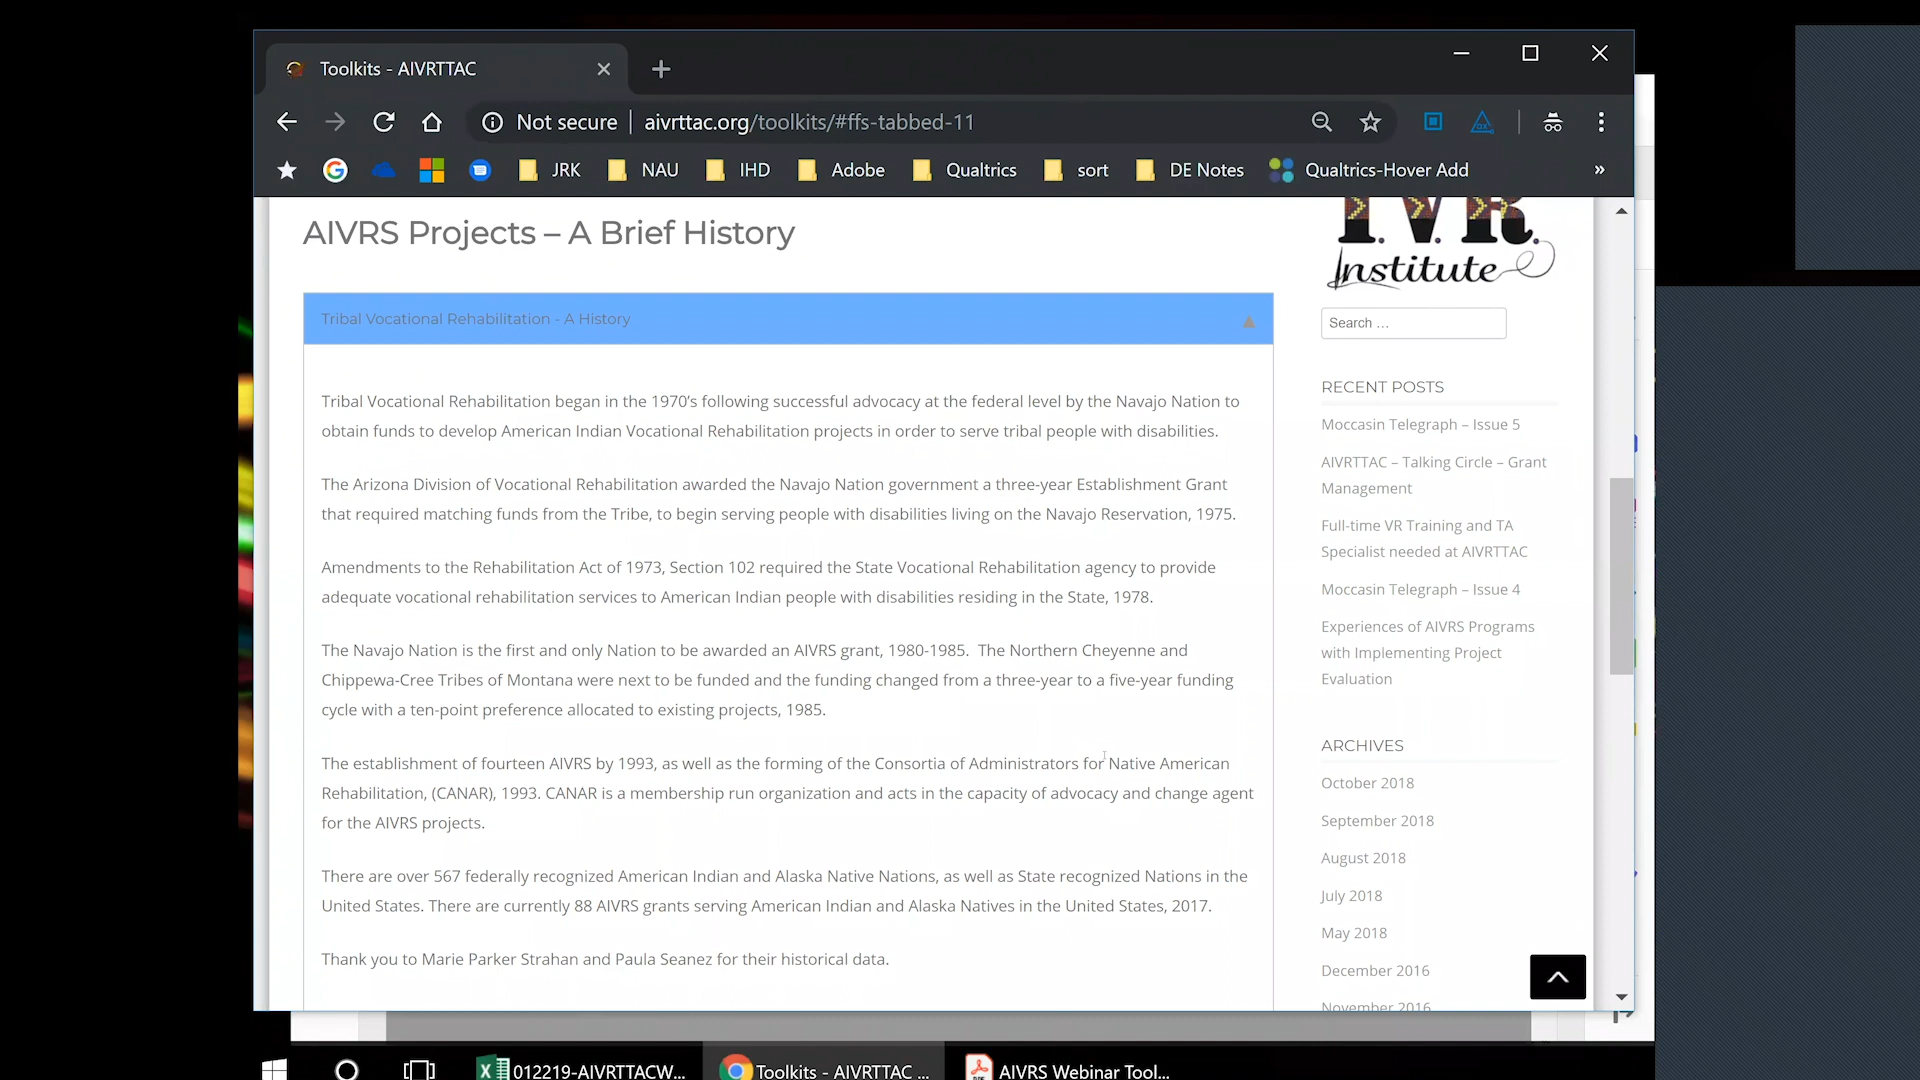 Toolkits - AIVRTTAC
Not secure | aivrttac.org/toolkits/#ffs-tabbed-11
JRK NAU IHD Adobe Qualtrics sort DE Notes Qualtrics-Hover Add »
AIVRS Projects – A Brief History
Tribal Vocational Rehabilitation - A History
Tribal Vocational Rehabilitation began in the 1970's following successful advocacy at the federal level by the Navajo Nation to
obtain funds to develop American Indian Vocational Rehabilitation projects in order to serve tribal people with disabilities.
The Arizona Division of Vocational Rehabilitation awarded the Navajo Nation government a three-year Establishment Grant
that required matching funds from the Tribe, to begin serving people with disabilities living on the Navajo Reservation, 1975.
Amendments to the Rehabilitation Act of 1973, Section 102 required the State Vocational Rehabilitation agency to provide
adequate vocational rehabilitation services to American Indian people with disabilities residing in the State, 1978.
The Navajo Nation is the first and only Nation to be awarded an AIVRS grant, 1980-1985. The Northern Cheyenne and
Chippewa-Cree Tribes of Montana were next to be funded and the funding changed from a three-year to a five-year funding
cycle with a ten-point preference allocated to existing projects, 1985.
The establishment of fourteen AIVRS by 1993, as well as the forming of the Consortia of Administrators for Native American
Rehabilitation, (CANAR), 1993. CANAR is a membership run organization and acts in the capacity of advocacy and change agent
for the AIVRS projects.
There are over 567 federally recognized American Indian and Alaska Native Nations, as well as State recognized Nations in the
United States. There are currently 88 AIVRS grants serving American Indian and Alaska Natives in the United States, 2017.
Thank you to Marie Parker Strahan and Paula Seanez for their historical data.
I.V.R.
Institute
Search …
RECENT POSTS
Moccasin Telegraph – Issue 5
AIVRTTAC – Talking Circle – Grant
Management
Full-time VR Training and TA
Specialist needed at AIVRTTAC
Moccasin Telegraph – Issue 4
Experiences of AIVRS Programs
with Implementing Project
Evaluation
ARCHIVES
October 2018
September 2018
August 2018
July 2018
May 2018
December 2016
November 2016
012219-AIVRTTACW... Toolkits - AIVRTTAC ... AIVRS Webinar Tool...